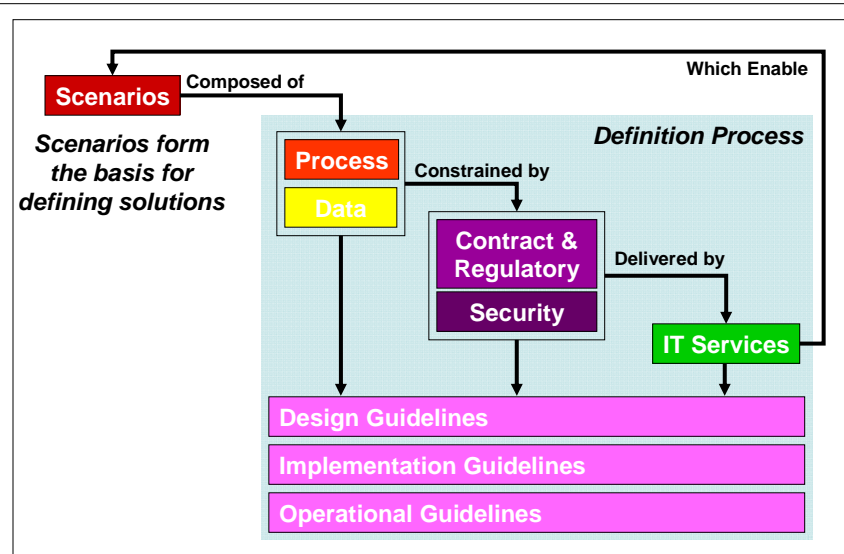 Which Enable
Scenarios
Composed of
Scenarios form
the basis for
defining solutions
Definition Process
Process
Data
Constrained by
Contract &
Regulatory
Security
Delivered by
IT Services
Design Guidelines
Implementation Guidelines
Operational Guidelines